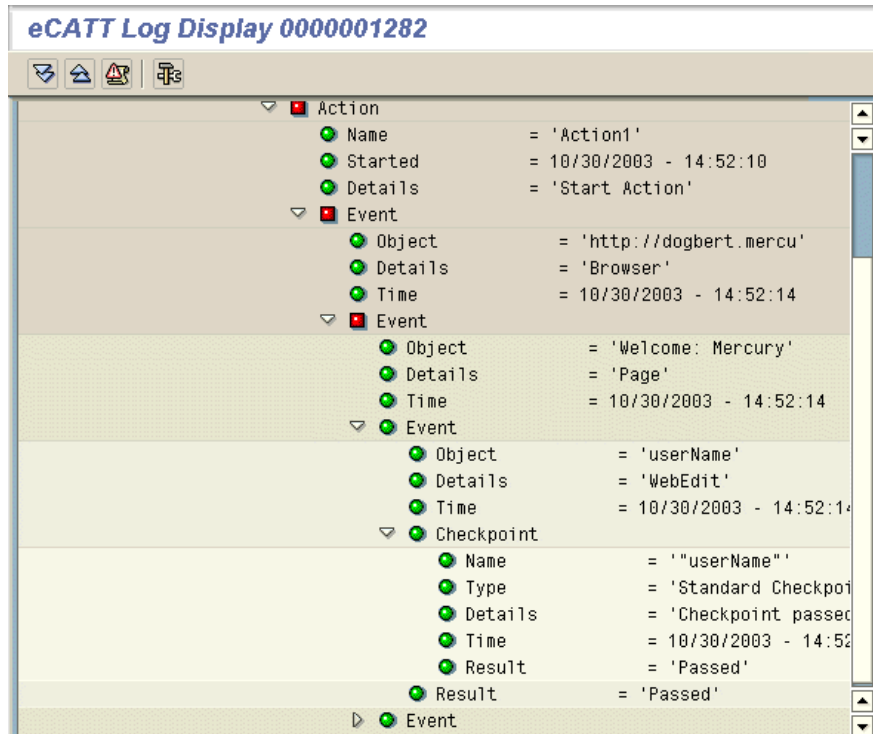 eCATT Log Display 0000001282
Action
Name = 'Action1'
Started = 10/30/2003 - 14:52:10
Details = 'Start Action'
Event
Object = 'http://dogbert.mercu'
Details = 'Browser'
Time = 10/30/2003 - 14:52:14
Event
Object = 'Welcome: Mercury'
Details = 'Page'
Time = 10/30/2003 - 14:52:14
Event
Object = 'userName'
Details = 'WebEdit'
Time = 10/30/2003 - 14:52:14
Checkpoint
Name = '"userName"'
Type = 'Standard Checkpoi
Details = 'Checkpoint passed
Time = 10/30/2003 - 14:52
Result = 'Passed'
Result = 'Passed'
Event